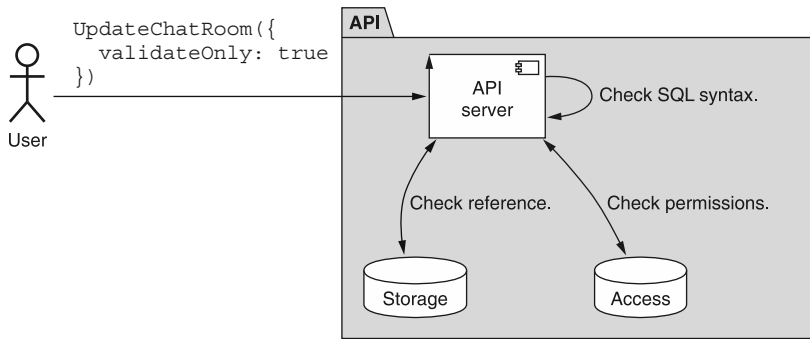 UpdateChatRoom({
  validateOnly: true
})
User
API
API
server
Check SQL syntax.
Check reference.
Check permissions.
Storage
Access